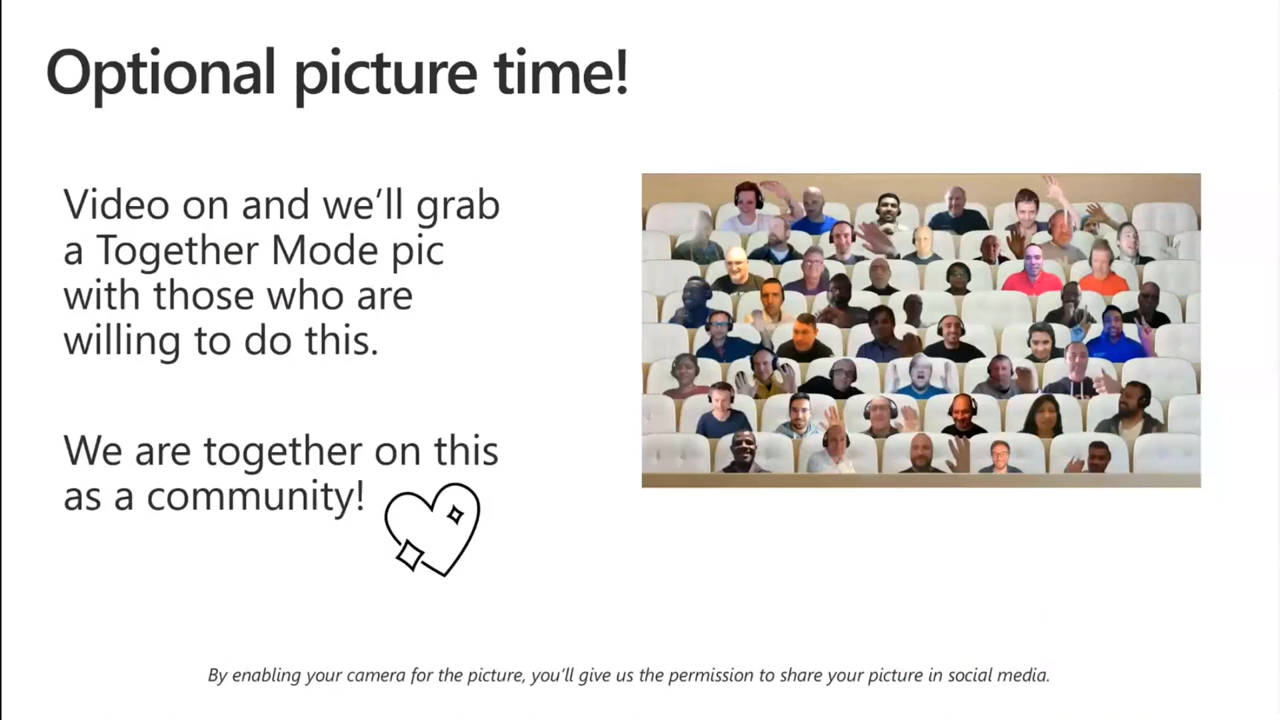 Optional picture time!
Video on and we’ll grab
a Together Mode pic
with those who are
willing to do this.
We are together on this
as a community!
By enabling your camera for the picture, you’ll give us the permission to share your picture in social media.